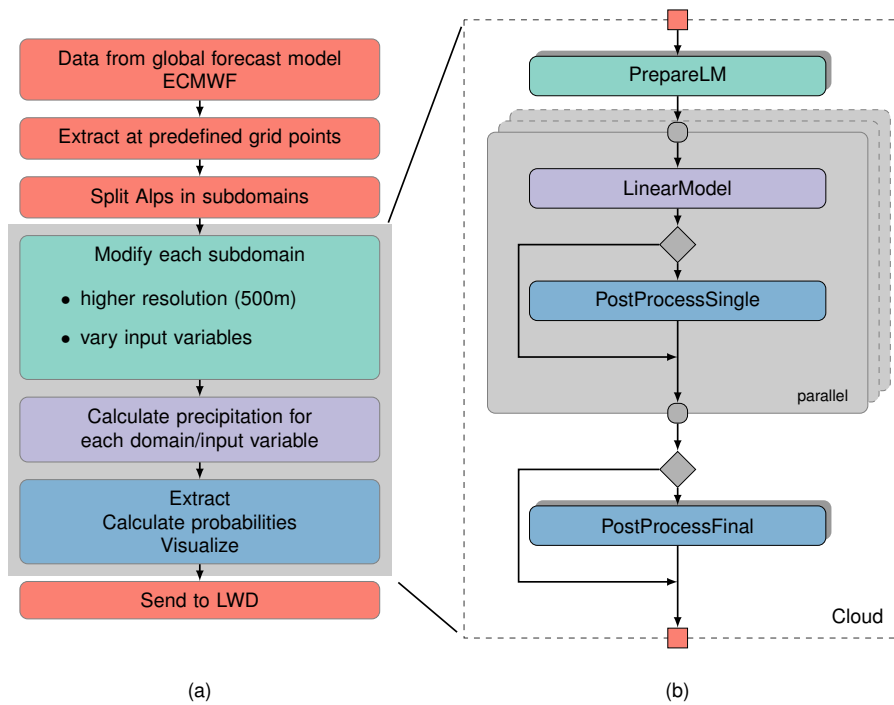 Data from global forecast model
ECMWF
Extract at predefined grid points
Split Alps in subdomains
Modify each subdomain
• higher resolution (500m)
• vary input variables
Calculate precipitation for
each domain/input variable
Extract
Calculate probabilities
Visualize
Send to LWD
(a)
PrepareLM
LinearModel
PostProcessSingle
parallel
PostProcessFinal
Cloud
(b)